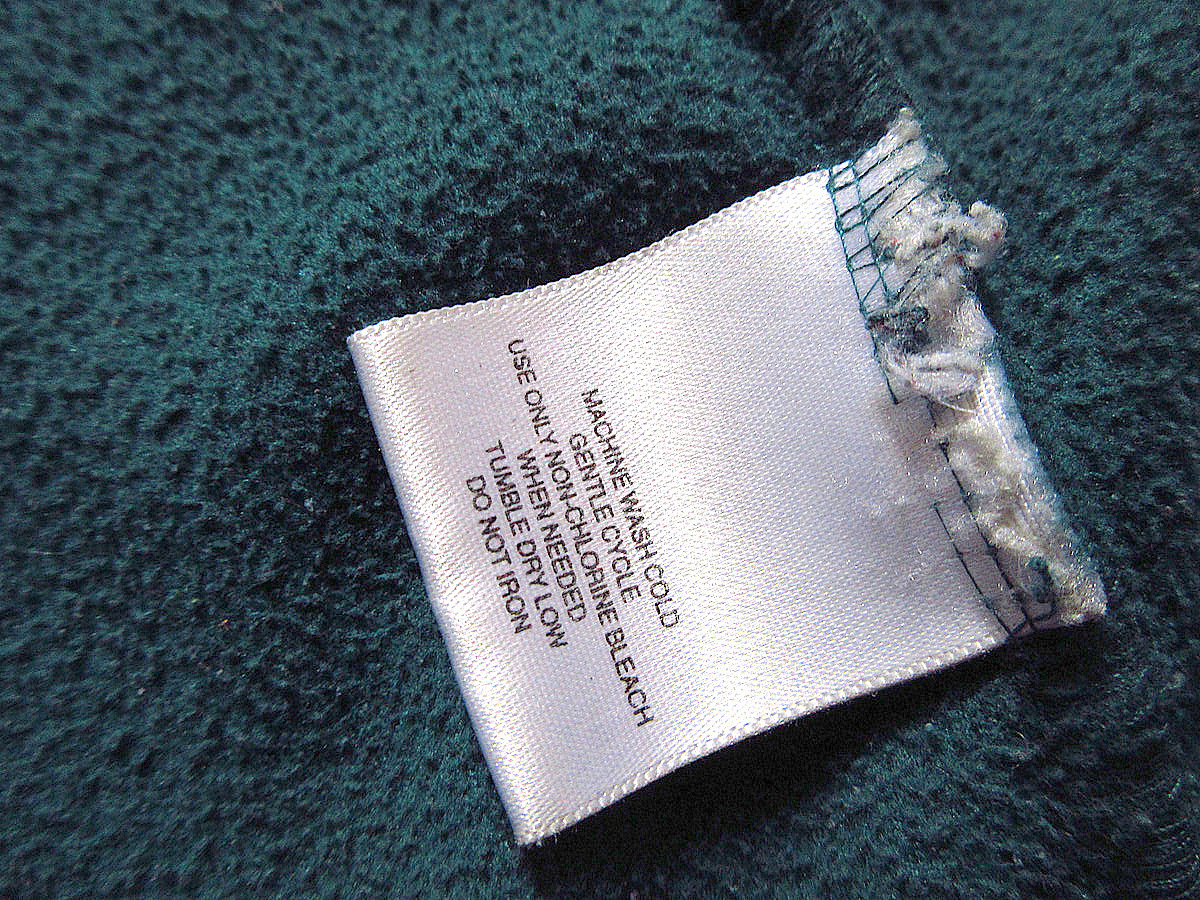 MACHINE WASH COLD
GENTLE CYCLE
USE ONLY NON-CHLORINE BLEACH
WHEN NEEDED
TUMBLE DRY LOW
DO NOT IRON